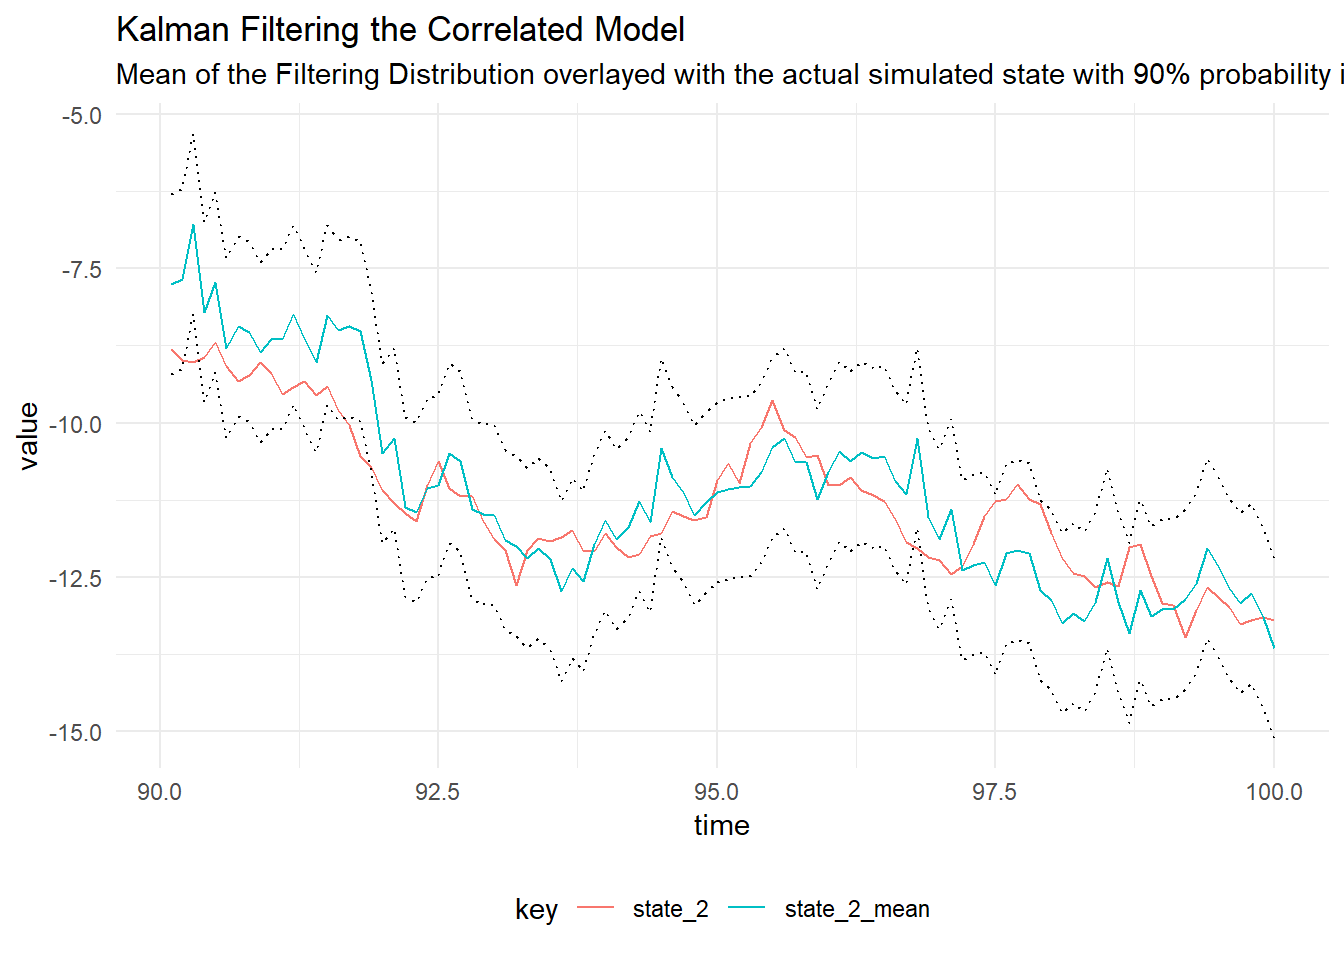 Kalman Filtering the Correlated Model
Mean of the Filtering Distribution overlayed with the actual simulated state with 90% probability i
-5.0
-7.5
-10.0
-12.5
-15.0
value
90.0 92.5 95.0 97.5 100.0
time
key state_2 state_2_mean